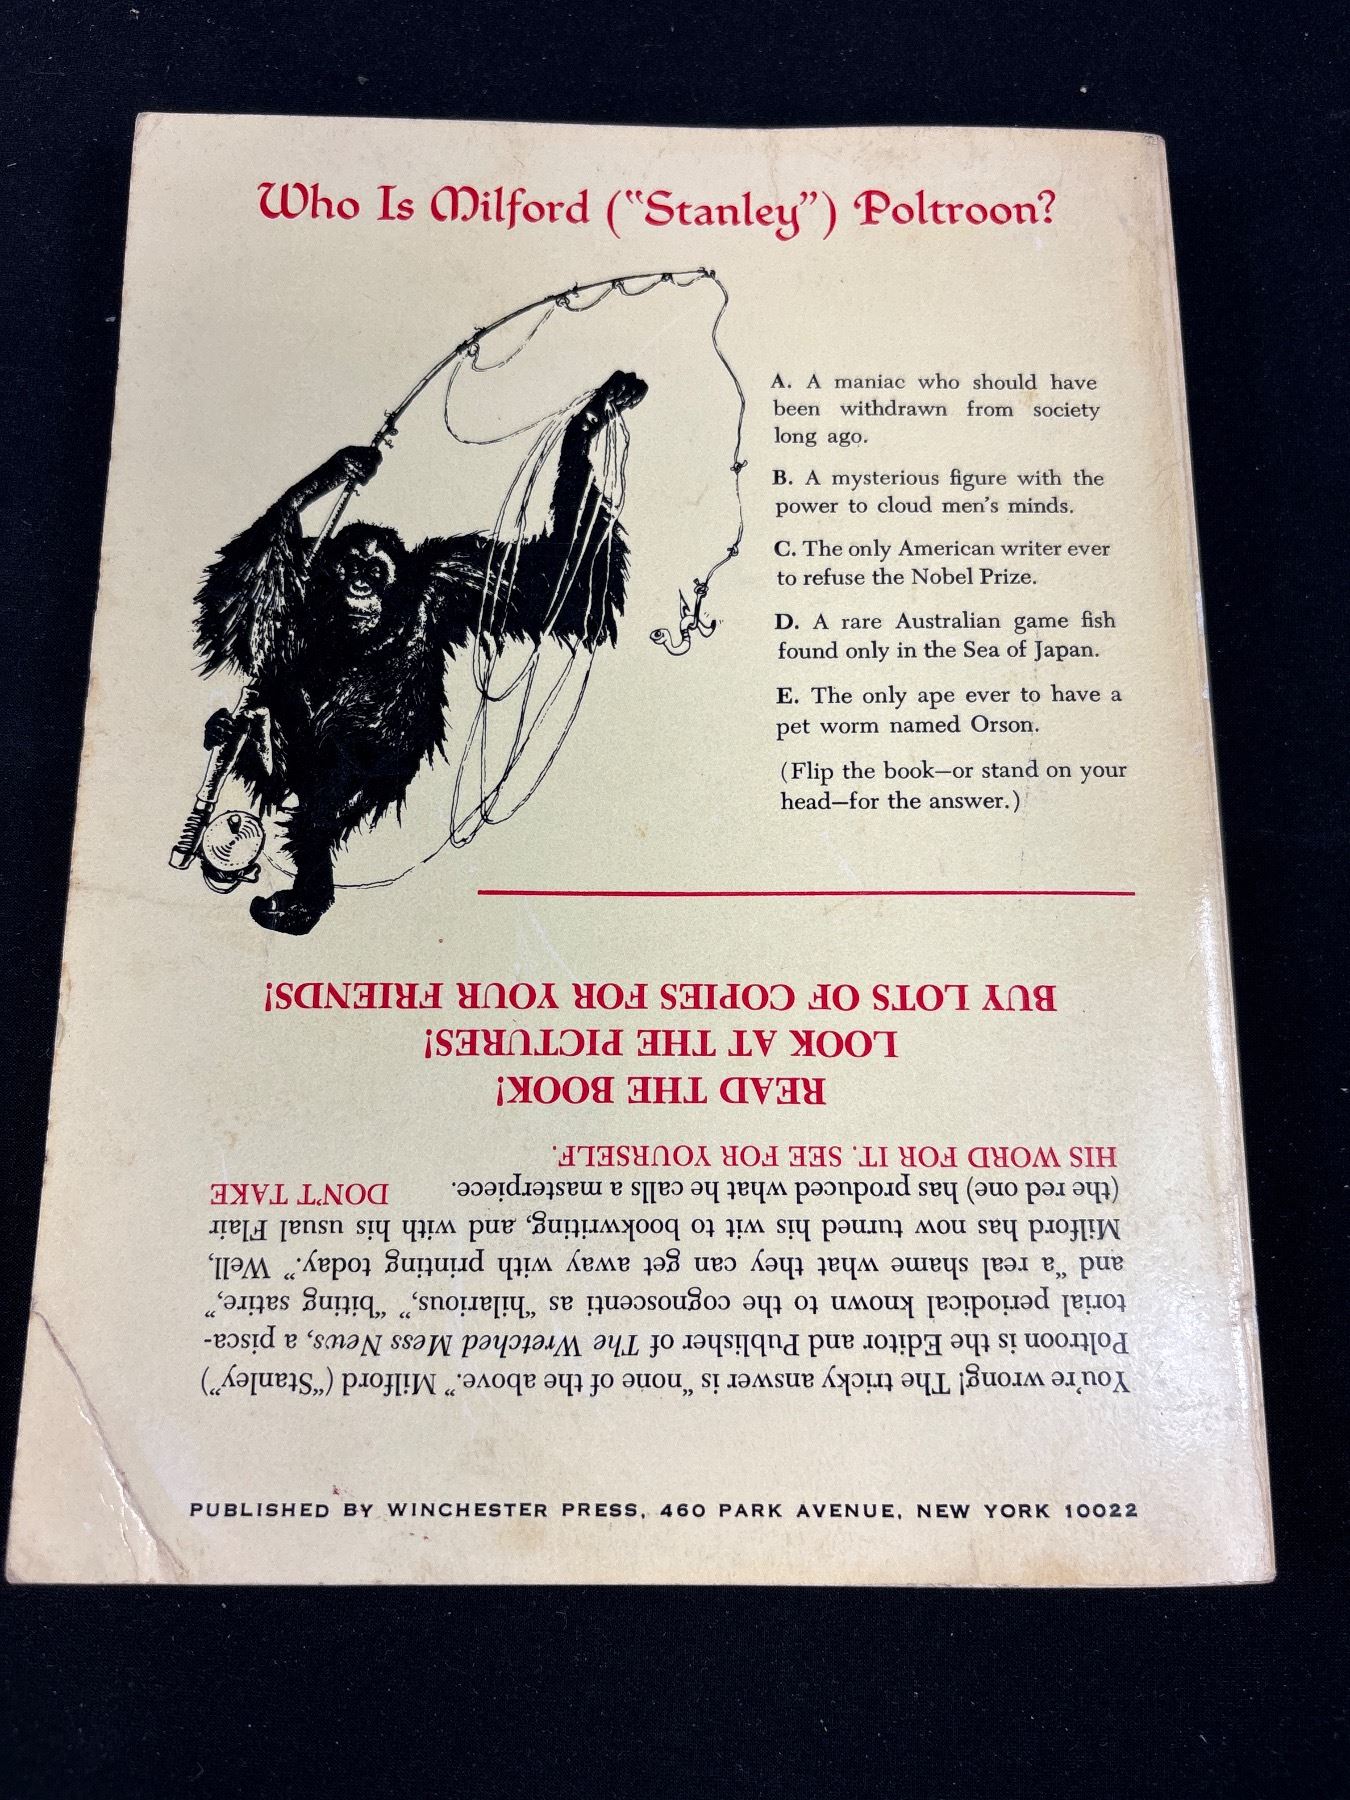 Who Is Milford ("Stanley") Poltroon?
A. A maniac who should have
been withdrawn from society
long ago.
B. A mysterious figure with the
power to cloud men's minds.
C. The only American writer ever
to refuse the Nobel Prize.
D. A rare Australian game fish
found only in the Sea of Japan.
E. The only ape ever to have a
pet worm named Orson.
(Flip the book—or stand on your
head—for the answer.)
You're wrong! The tricky answer is "none of the above." Milford ("Stanley")
Poltroon is the Editor and Publisher of The Wretched Mess News, a pisca-
torial periodical known to the cognoscenti as "hilarious," "biting satire,"
and "a real shame what they can get away with printing today." Well,
Milford has now turned his wit to bookwriting, and with his usual Flair
(the red one) has produced what he calls a masterpiece. DON'T TAKE
HIS WORD FOR IT. SEE FOR YOURSELF.
READ THE BOOK!
LOOK AT THE PICTURES!
BUY LOTS OF COPIES FOR YOUR FRIENDS!
PUBLISHED BY WINCHESTER PRESS, 460 PARK AVENUE, NEW YORK 10022